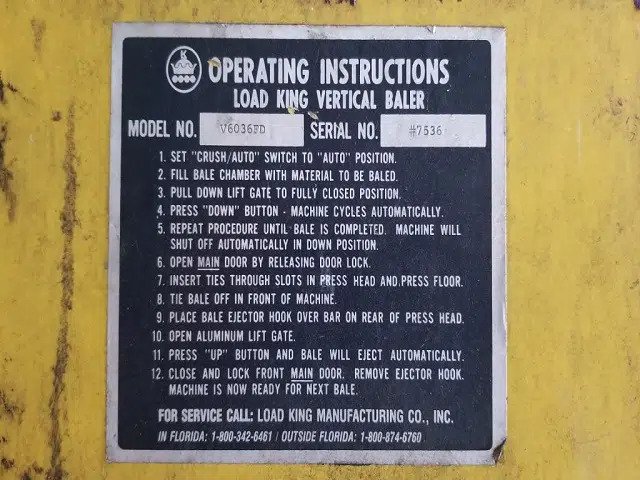 OPERATING INSTRUCTIONS
LOAD KING VERTICAL BALER
MODEL NO. V6036FD SERIAL NO. #7536
1. SET "CRUSH/AUTO" SWITCH TO "AUTO" POSITION.
2. FILL BALE CHAMBER WITH MATERIAL TO BE BALED.
3. PULL DOWN LIFT GATE TO FULLY CLOSED POSITION.
4. PRESS "DOWN" BUTTON - MACHINE CYCLES AUTOMATICALLY.
5. REPEAT PROCEDURE UNTIL BALE IS COMPLETED. MACHINE WILL
SHUT OFF AUTOMATICALLY IN DOWN POSITION.
6. OPEN MAIN DOOR BY RELEASING DOOR LOCK.
7. INSERT TIES THROUGH SLOTS IN PRESS HEAD AND PRESS FLOOR.
8. TIE BALE OFF IN FRONT OF MACHINE.
9. PLACE BALE EJECTOR HOOK OVER BAR ON REAR OF PRESS HEAD.
10. OPEN ALUMINUM LIFT GATE.
11. PRESS "UP" BUTTON AND BALE WILL EJECT AUTOMATICALLY.
12. CLOSE AND LOCK FRONT MAIN DOOR. REMOVE EJECTOR HOOK.
MACHINE IS NOW READY FOR NEXT BALE.
FOR SERVICE CALL: LOAD KING MANUFACTURING CO., INC.
IN FLORIDA: 1-800-342-6461 / OUTSIDE FLORIDA: 1-800-874-6760